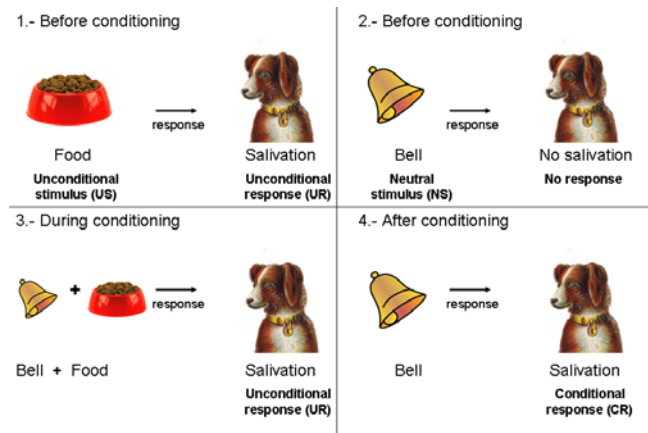 1.- Before conditioning
response
Food
Salvation
Unconditional
stimulus (US)
Unconditional
response (UR)
2.- Before conditioning
response
Bell
No salivation
Neutral
stimulus (NS)
No response
3.- During conditioning
+
response
Bell + Food
Salivation
Unconditional
response (UR)
4.- After conditioning
response
Bell
Salivation
Conditional
response (CR)